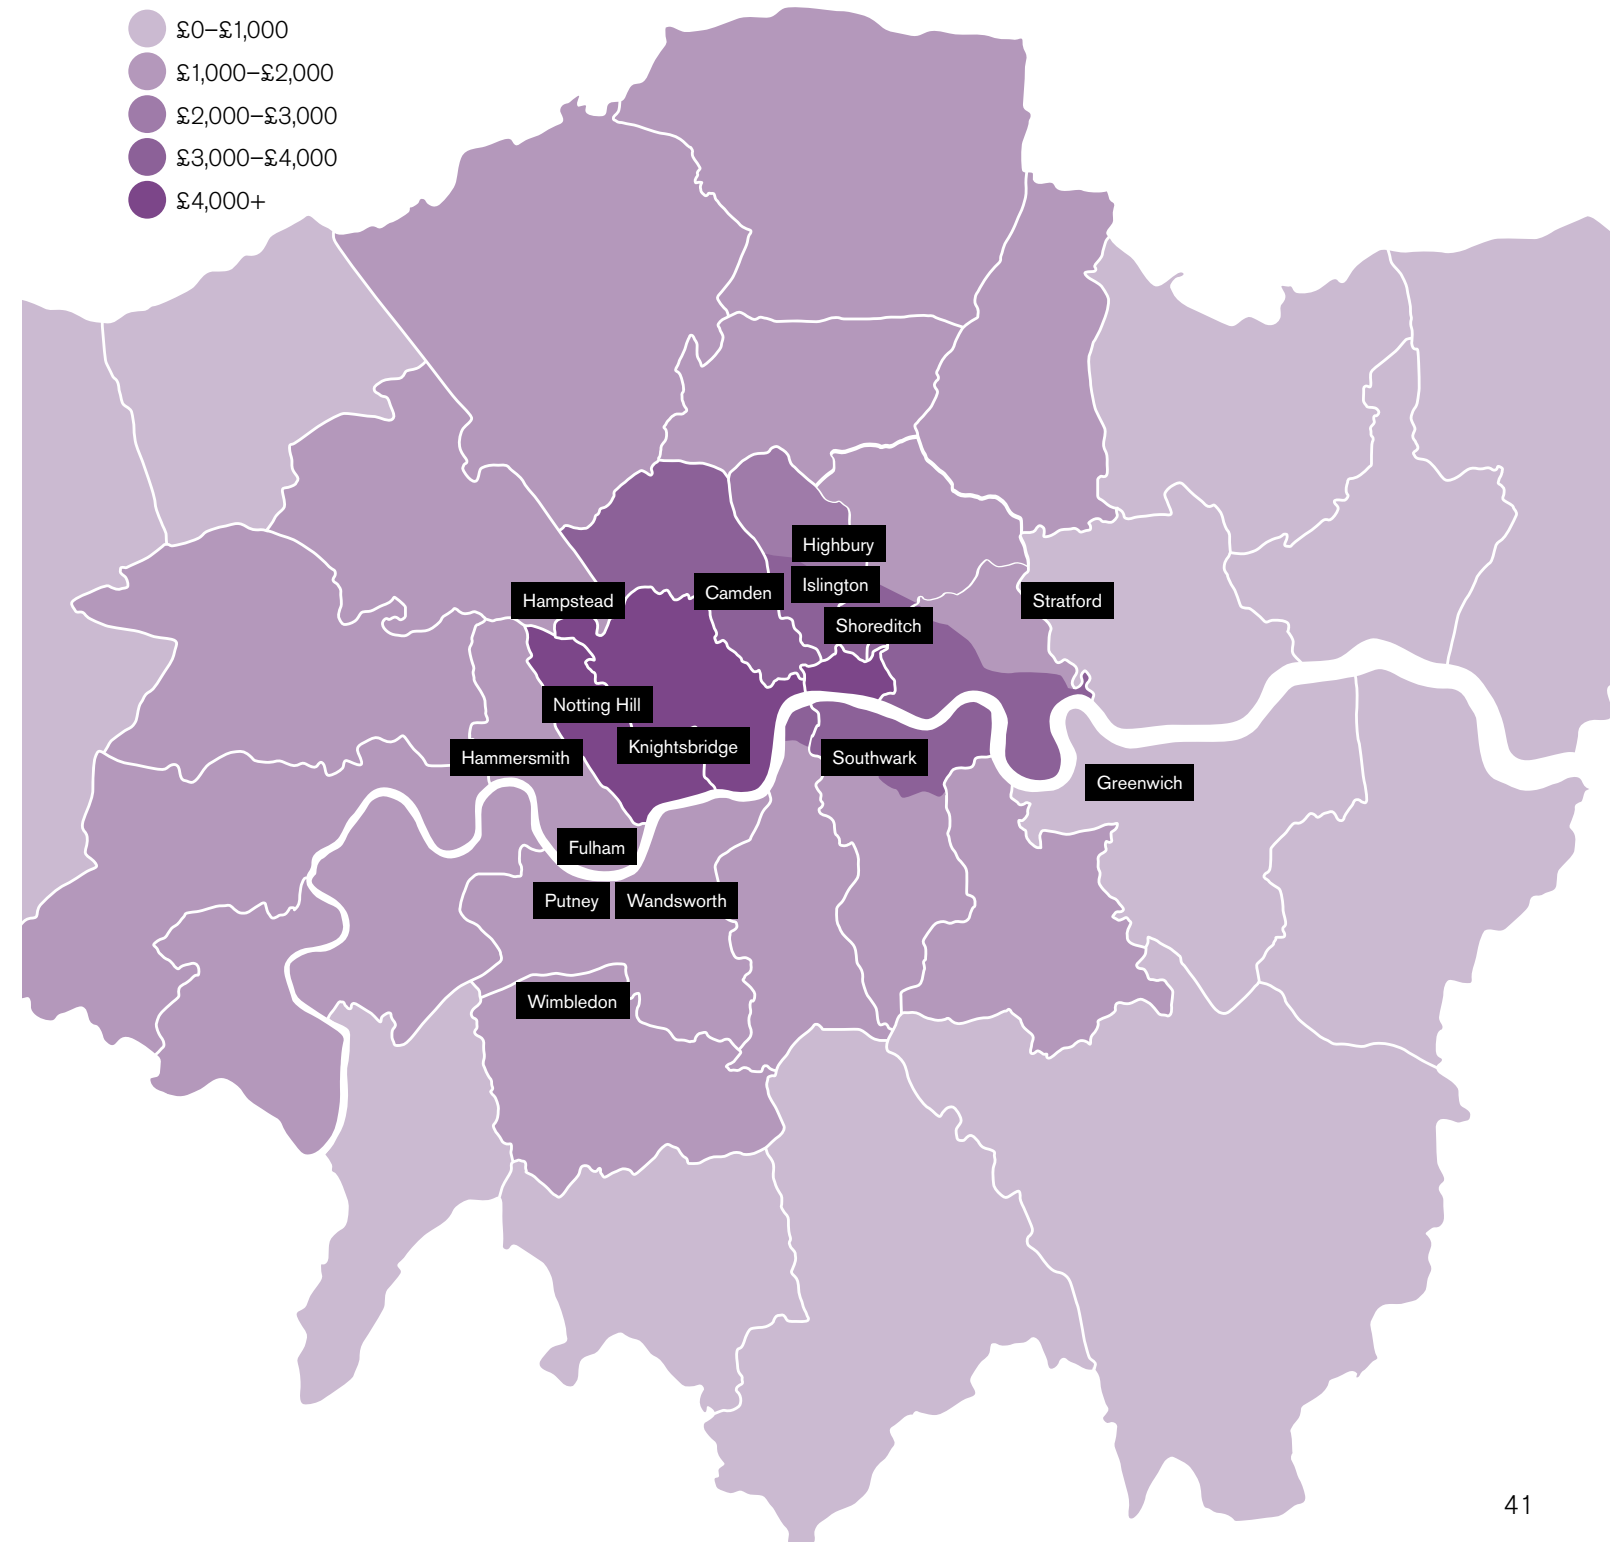 £0–£1,000
£1,000–£2,000
£2,000–£3,000
£3,000–£4,000
£4,000+
Highbury
Islington
Camden
Hampstead
Stratford
Shoreditch
Notting Hill
Knightsbridge
Hammersmith
Southwark
Greenwich
Fulham
Putney
Wandsworth
Wimbledon
41